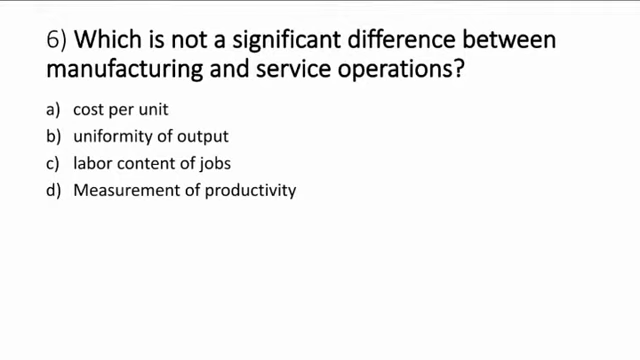 6) Which is not a significant difference between
manufacturing and service operations?
a) cost per unit
b) uniformity of output
c) labor content of jobs
d) Measurement of productivity